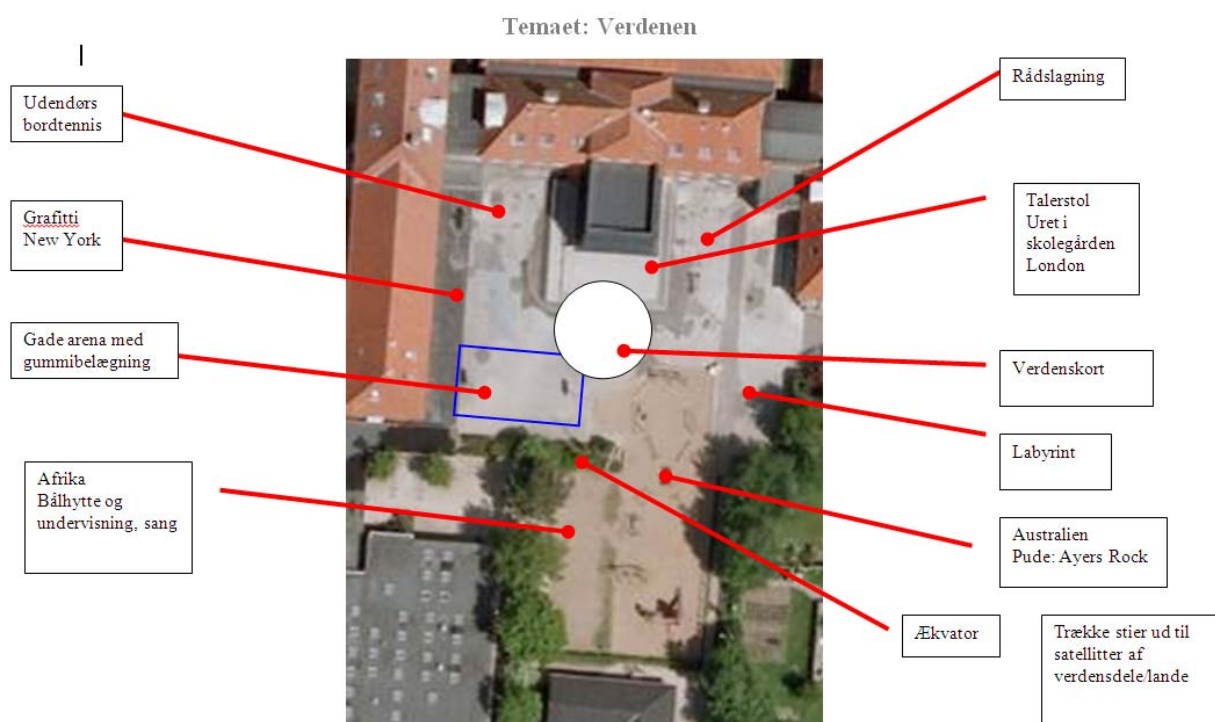 Temaet: Verdenen
Udendørs
bordtennis
Grafitti
New York
Gade arena med
gummibelægning
Afrika
Bålhytte og
undervisning, sang
Rådslagning
Talerstol
Uret i
skolegården
London
Verdenskort
Labyrint
Australien
Pude: Ayers Rock
Ækvator
Trække stier ud til
satellitter af
verdensdele/lande